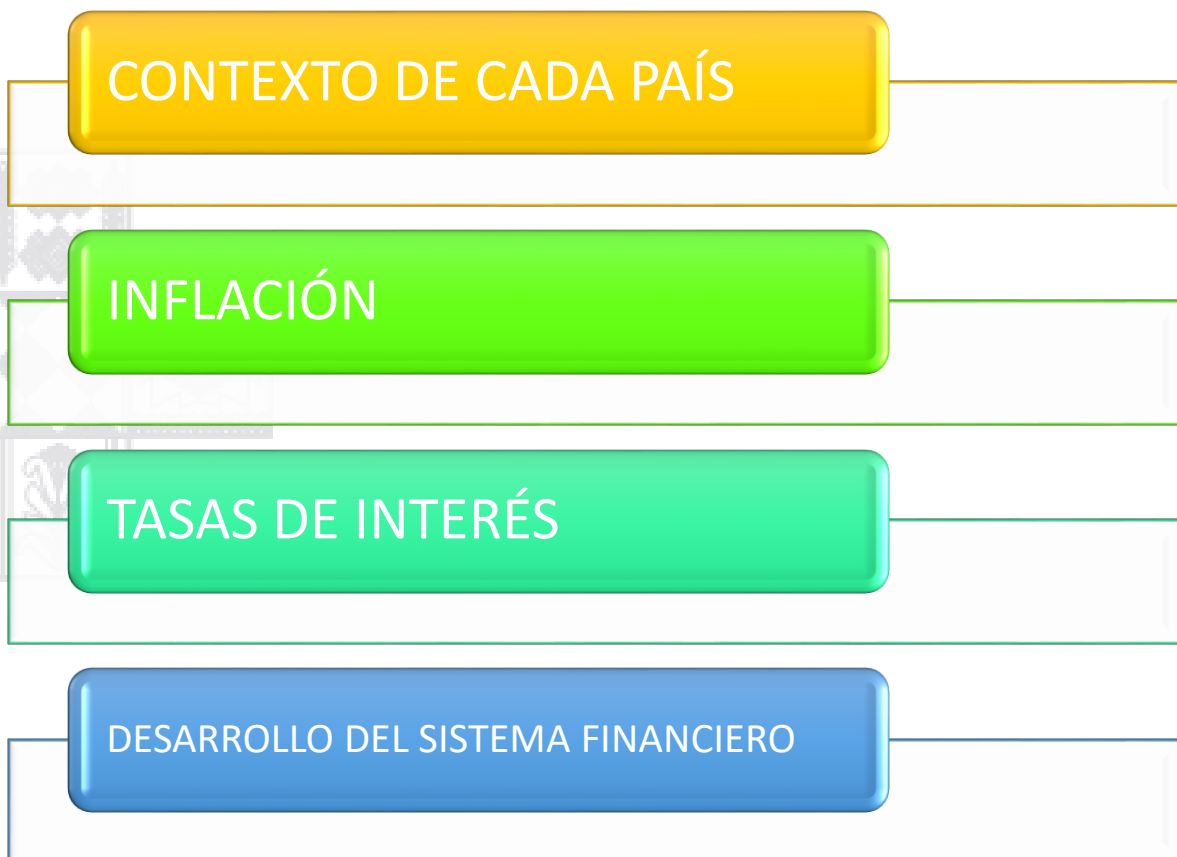 CONTEXTO DE CADA PAÍS
INFLACIÓN
TASAS DE INTERÉS
DESARROLLO DEL SISTEMA FINANCIERO